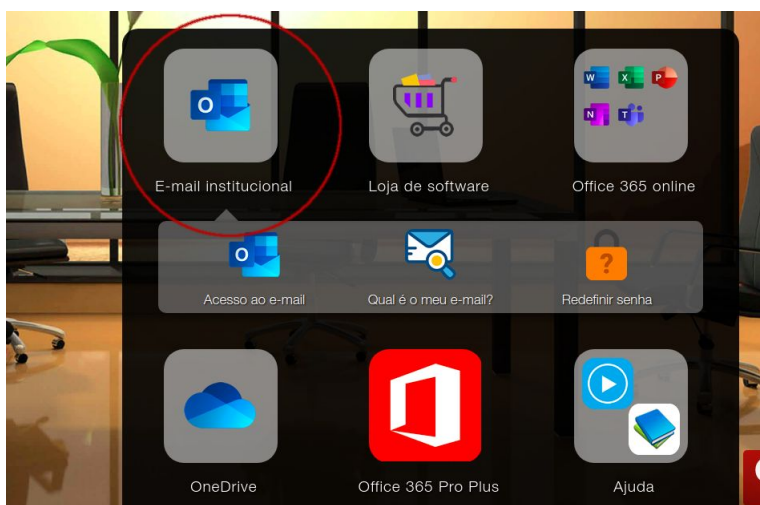 E-mail institucional
Loja de software
Office 365 online
Acesso ao e-mail
Qual é o meu e-mail?
Redefinir senha
OneDrive
Office 365 Pro Plus
Ajuda